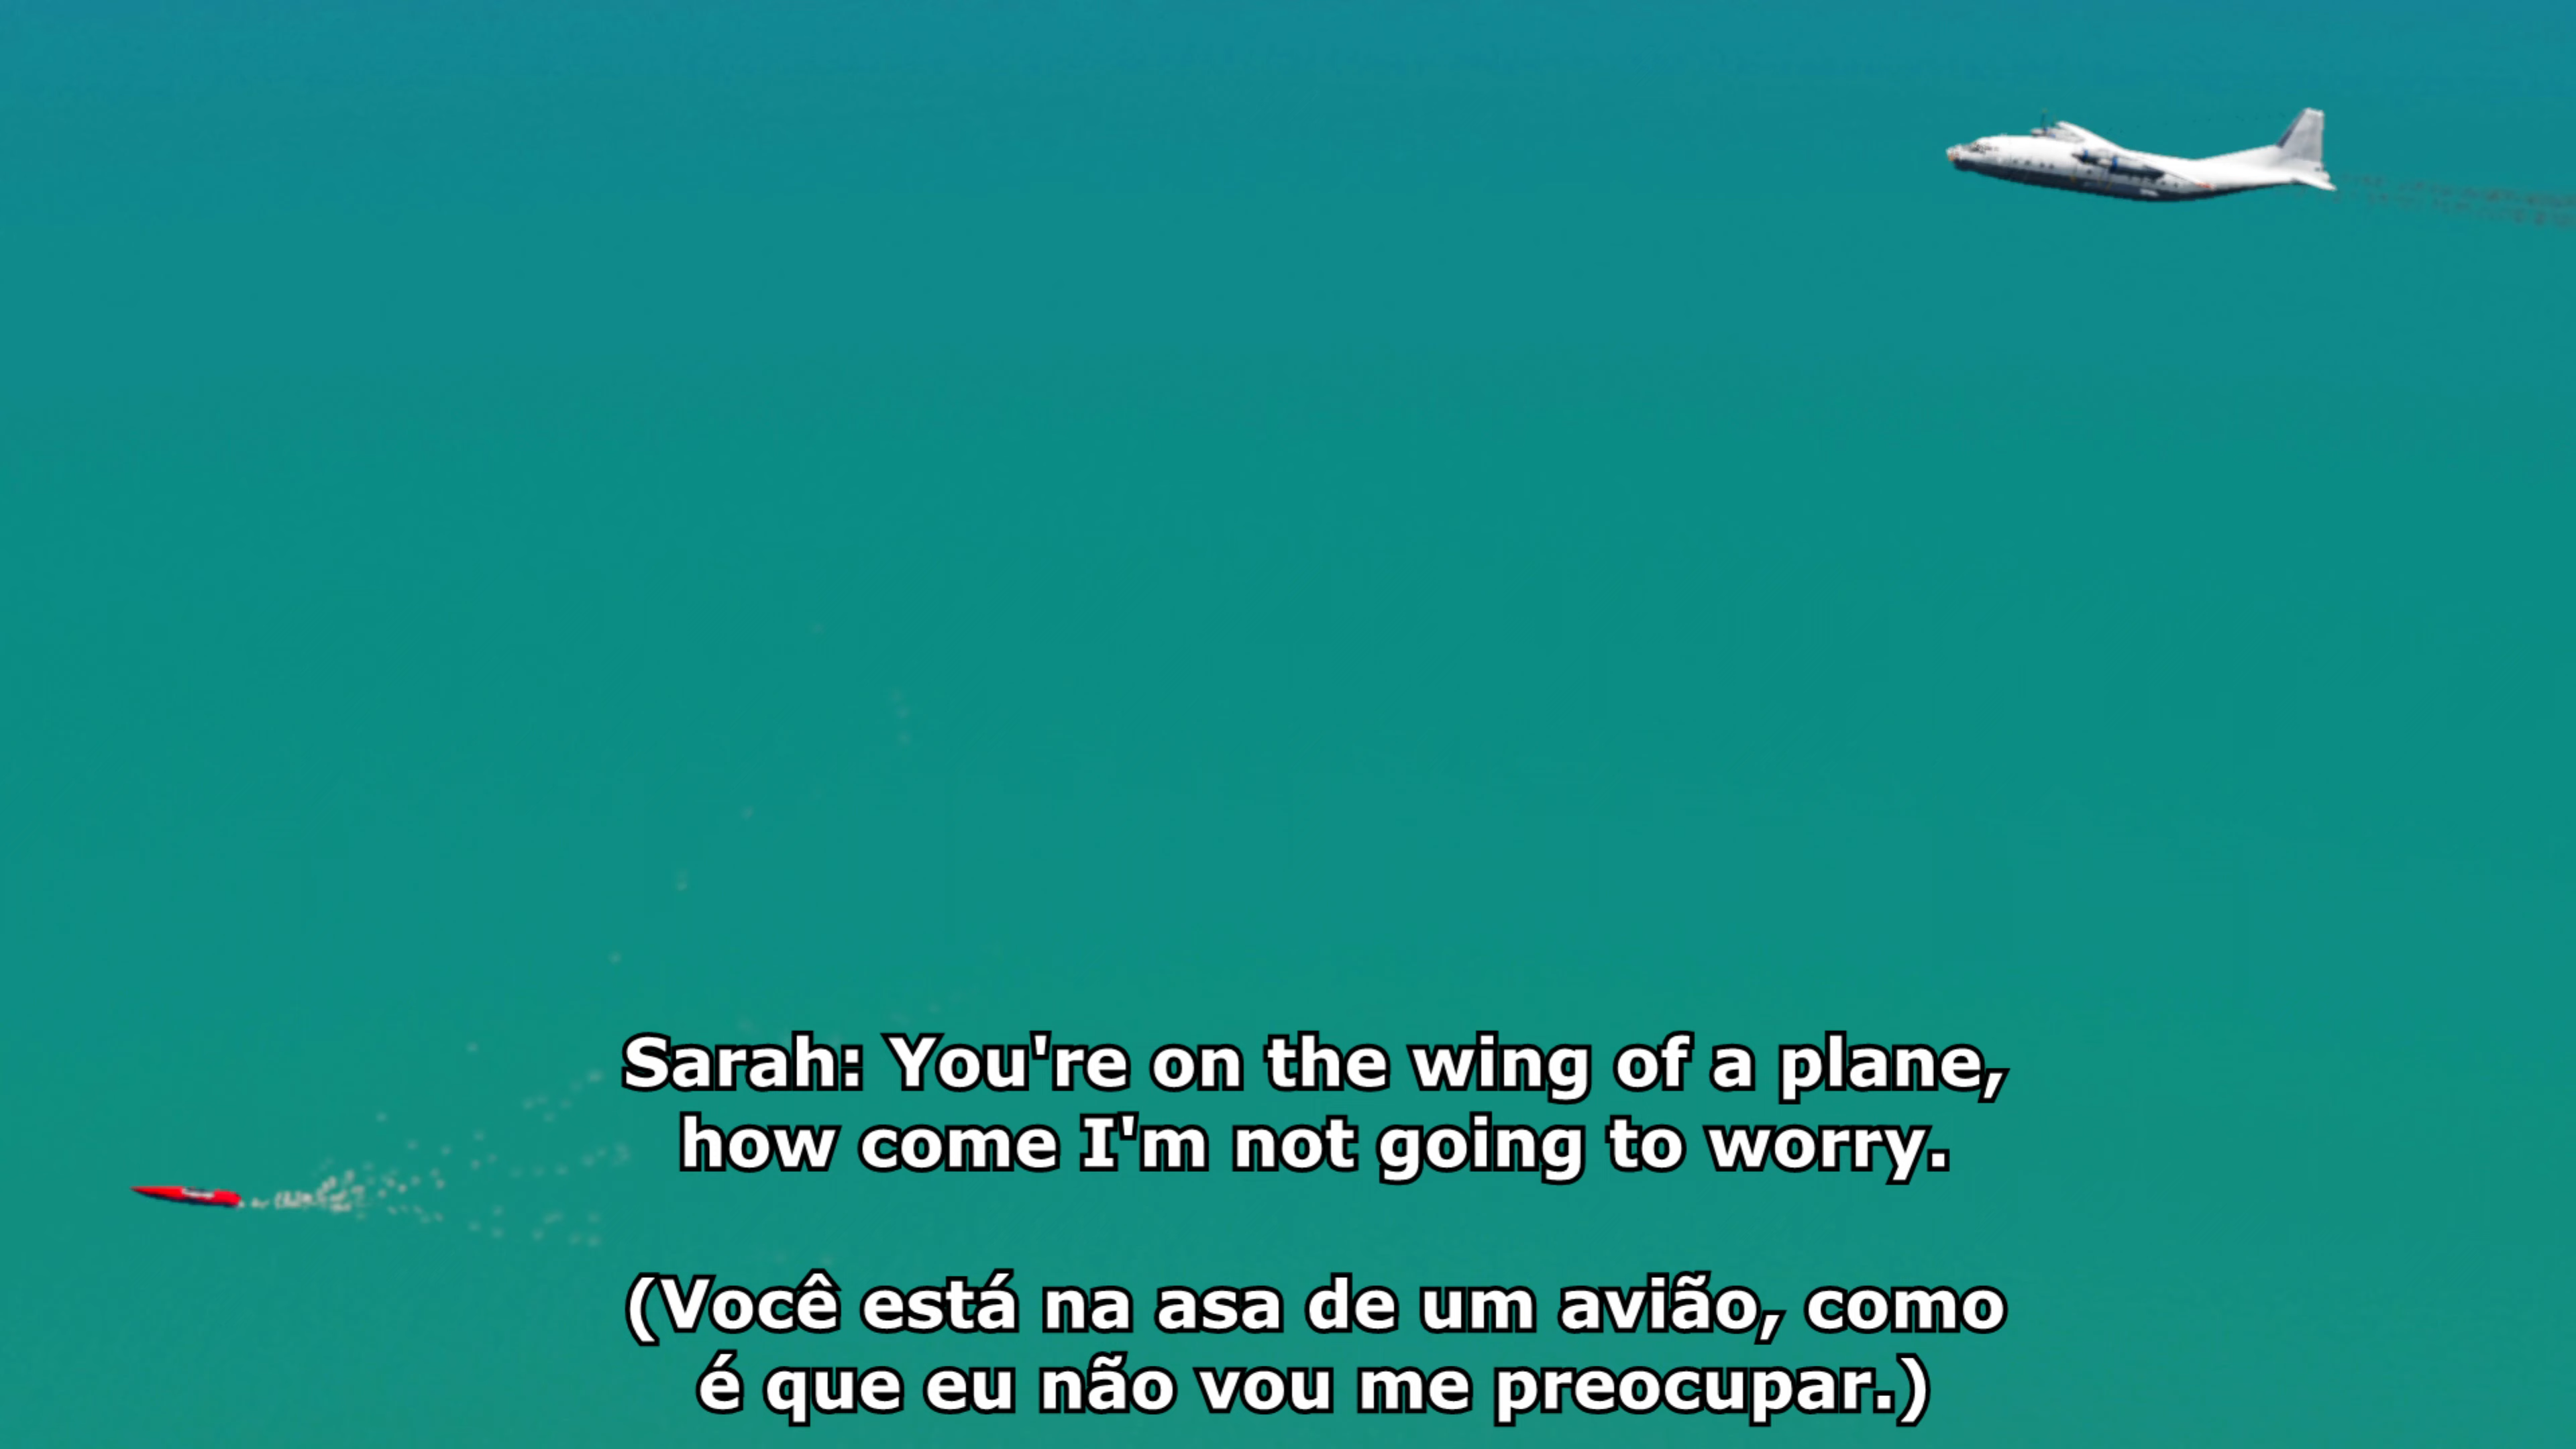 Sarah: You're on the wing of a plane,
how come I'm not going to worry.
(Você está na asa de um avião, como
é que eu não vou me preocupar.)